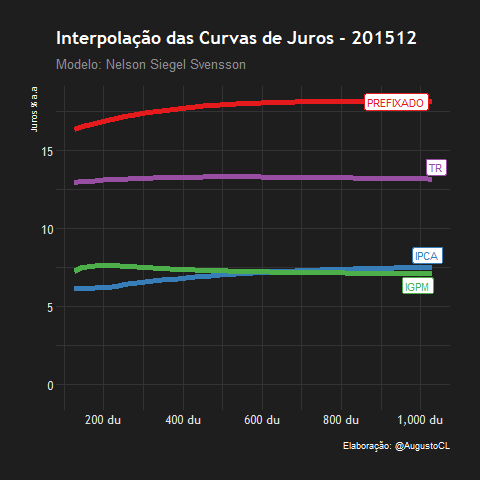 Interpolação das Curvas de Juros - 201512
Modelo: Nelson Siegel Svensson
Juros % a.a
PREFIXADO
15
TR
10
IPCA
IGPM
5
0
200 du 400 du 600 du 800 du 1,000 du
Elaboração: @AugustoCL